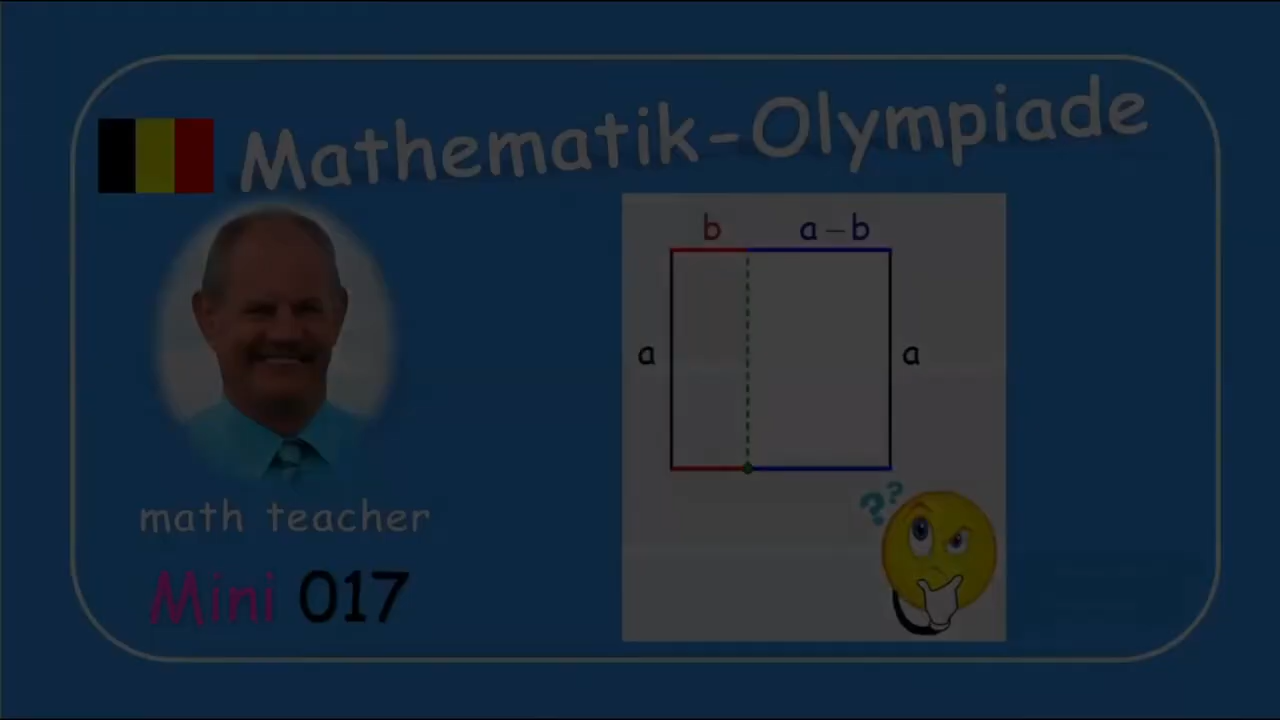 Mathematik-Olympiade
b a – b
a a
??
math teacher
Mini 017